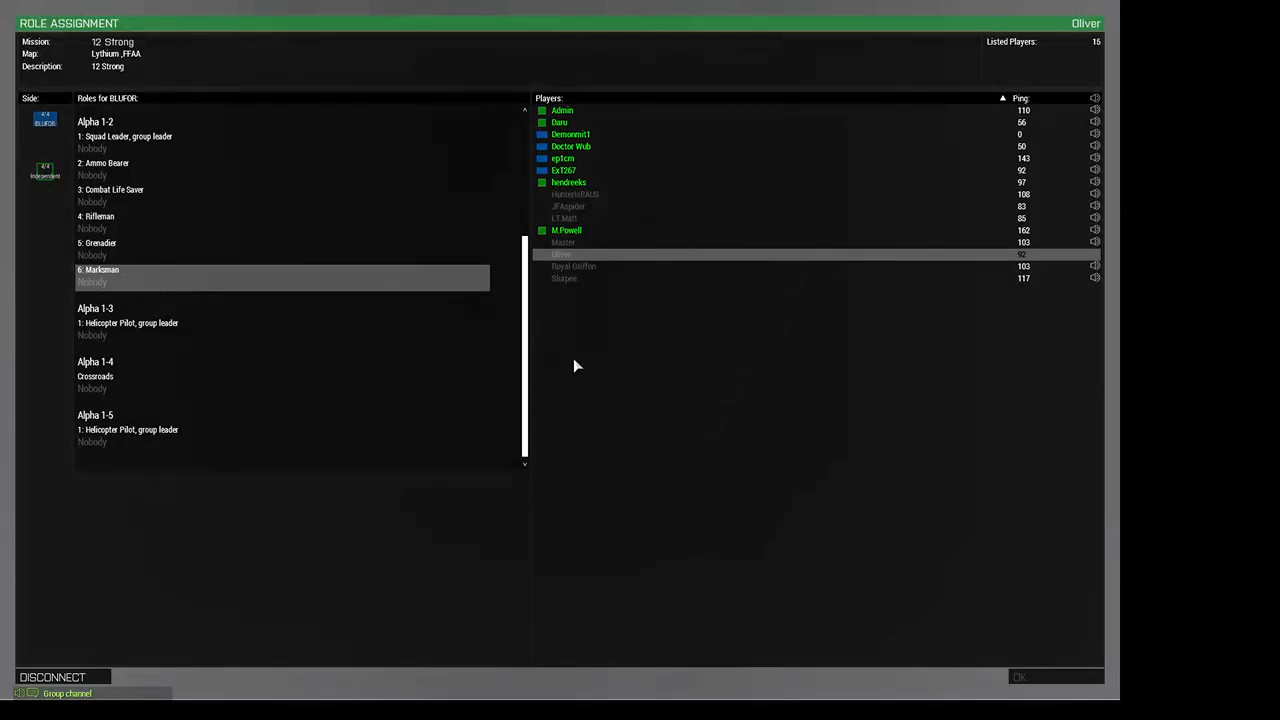 ROLE ASSIGNMENT Oliver
Mission: 12 Strong Listed Players: 15
Map: Lythium ,FFAA
Description: 12 Strong
Side: Roles for BLUFOR: Players: Ping:
4/4
BLUFOR
4/4
Independent
Alpha 1-2
1: Squad Leader, group leader
Nobody
2: Ammo Bearer
Nobody
3: Combat Life Saver
Nobody
4: Rifleman
Nobody
5: Grenadier
Nobody
6: Marksman
Nobody
Alpha 1-3
1: Helicopter Pilot, group leader
Nobody
Alpha 1-4
Crossroads
Nobody
Alpha 1-5
1: Helicopter Pilot, group leader
Nobody
Admin 110
Daru 56
Demonmit1 0
Doctor Wub 50
ep1cm 143
ExT267 92
hendreeks 97
HunterisRAUS 108
JFAspider 83
LT.Matt 85
M.Powell 162
Master 103
Oliver 92
Royal Griffon 103
Slurpee 117
DISCONNECT OK
Group channel